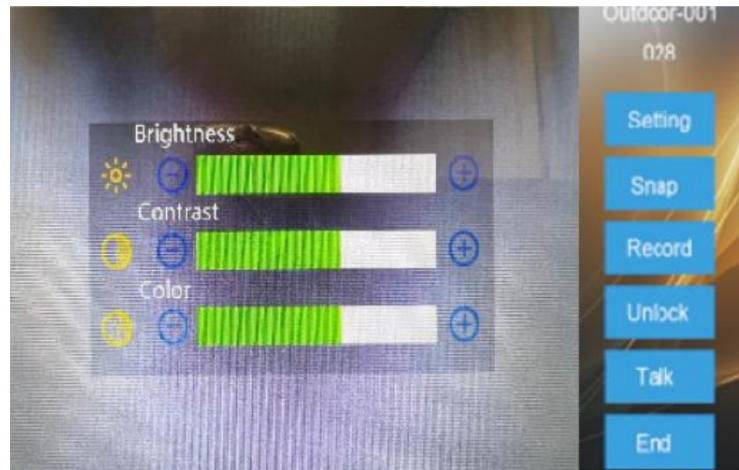 Outdoor-001
028
Brightness
Contrast
Color
Setting
Snap
Record
Unlock
Talk
End